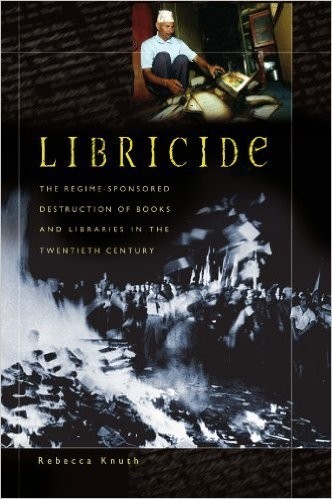 LIBRICIDE
THE REGIME-SPONSORED
DESTRUCTION OF BOOKS
AND LIBRARIES IN THE
TWENTIETH CENTURY
Rebecca Knuth